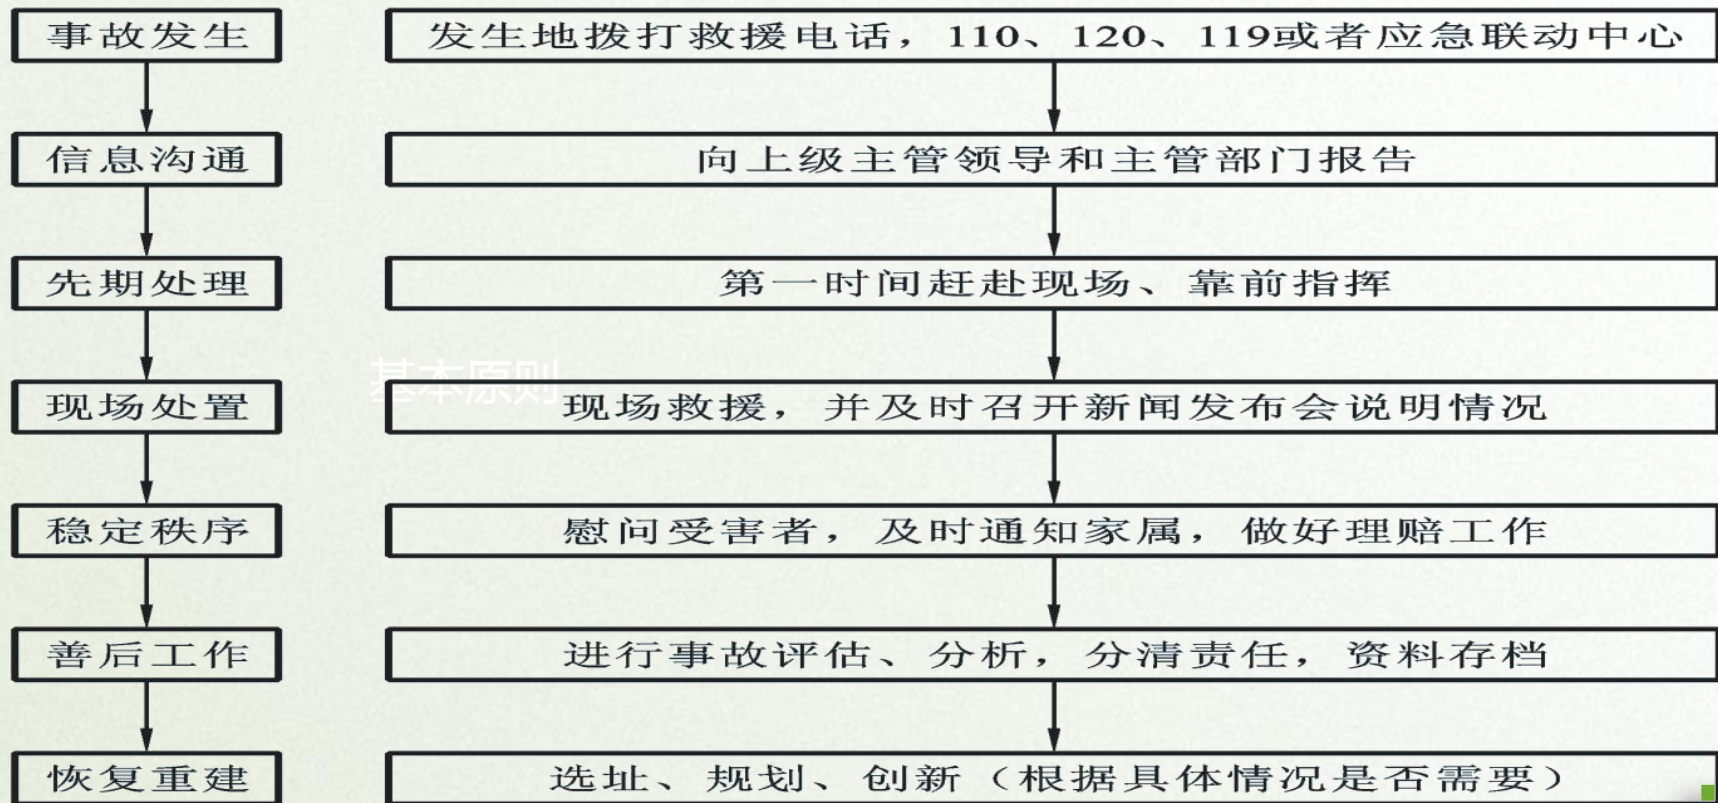 事故发生
发生地拨打救援电话，110、120、119或者应急联动中心
信息沟通
向上级主管领导和主管部门报告
先期处理
第一时间赶赴现场、靠前指挥
基本原则
现场处置
现场救援，并及时召开新闻发布会说明情况
稳定秩序
慰问受害者，及时通知家属，做好理赔工作
善后工作
进行事故评估、分析，分清责任，资料存档
恢复重建
选址、规划、创新（根据具体情况是否需要）